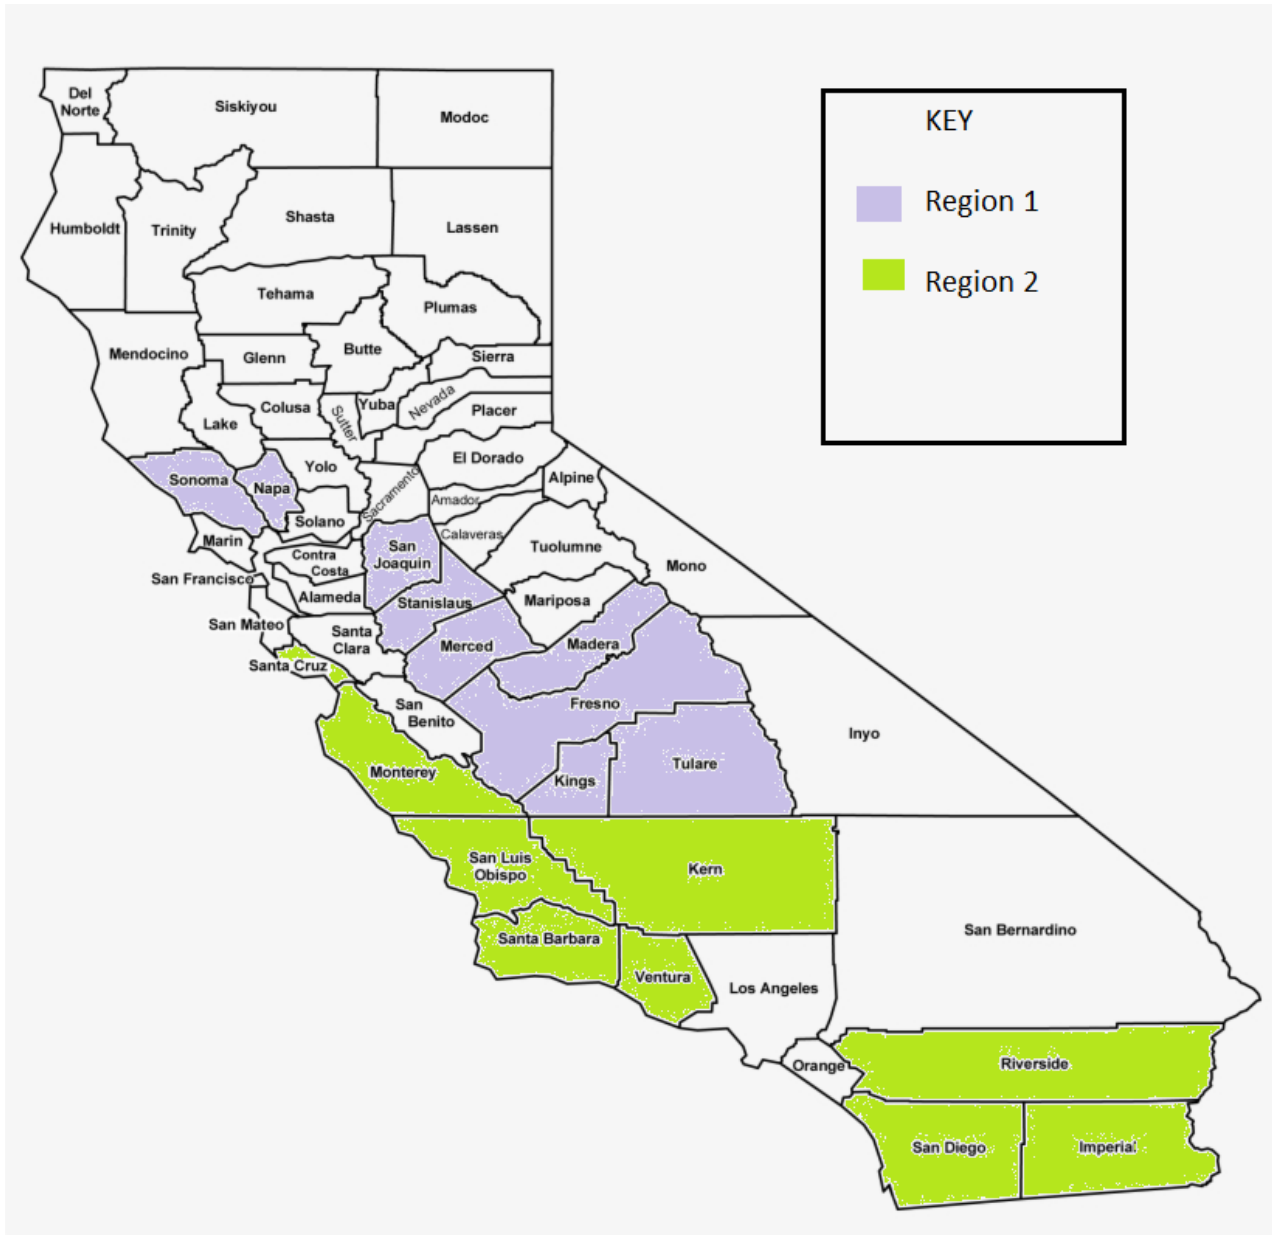 Del
Norte
Siskiyou
Modoc
KEY
Region 1
Region 2
Humboldt
Trinity
Shasta
Lassen
Tehama
Plumas
Mendocino
Glenn
Butte
Sierra
Lake
Colusa
Sutter
Yuba
Nevada
Placer
Sonoma
Napa
Yolo
Sacramento
El Dorado
Alpine
Amador
Solano
Marin
Contra
Costa
San
Joaquin
Calaveras
Tuolumne
Mono
San Francisco
Alameda
Stanislaus
Mariposa
San Mateo
Santa
Clara
Merced
Madera
Santa Cruz
San
Benito
Fresno
Inyo
Monterey
Kings
Tulare
San Luis
Obispo
Kern
Santa Barbara
San Bernardino
Ventura
Los Angeles
Orange
Riverside
San Diego
Imperial